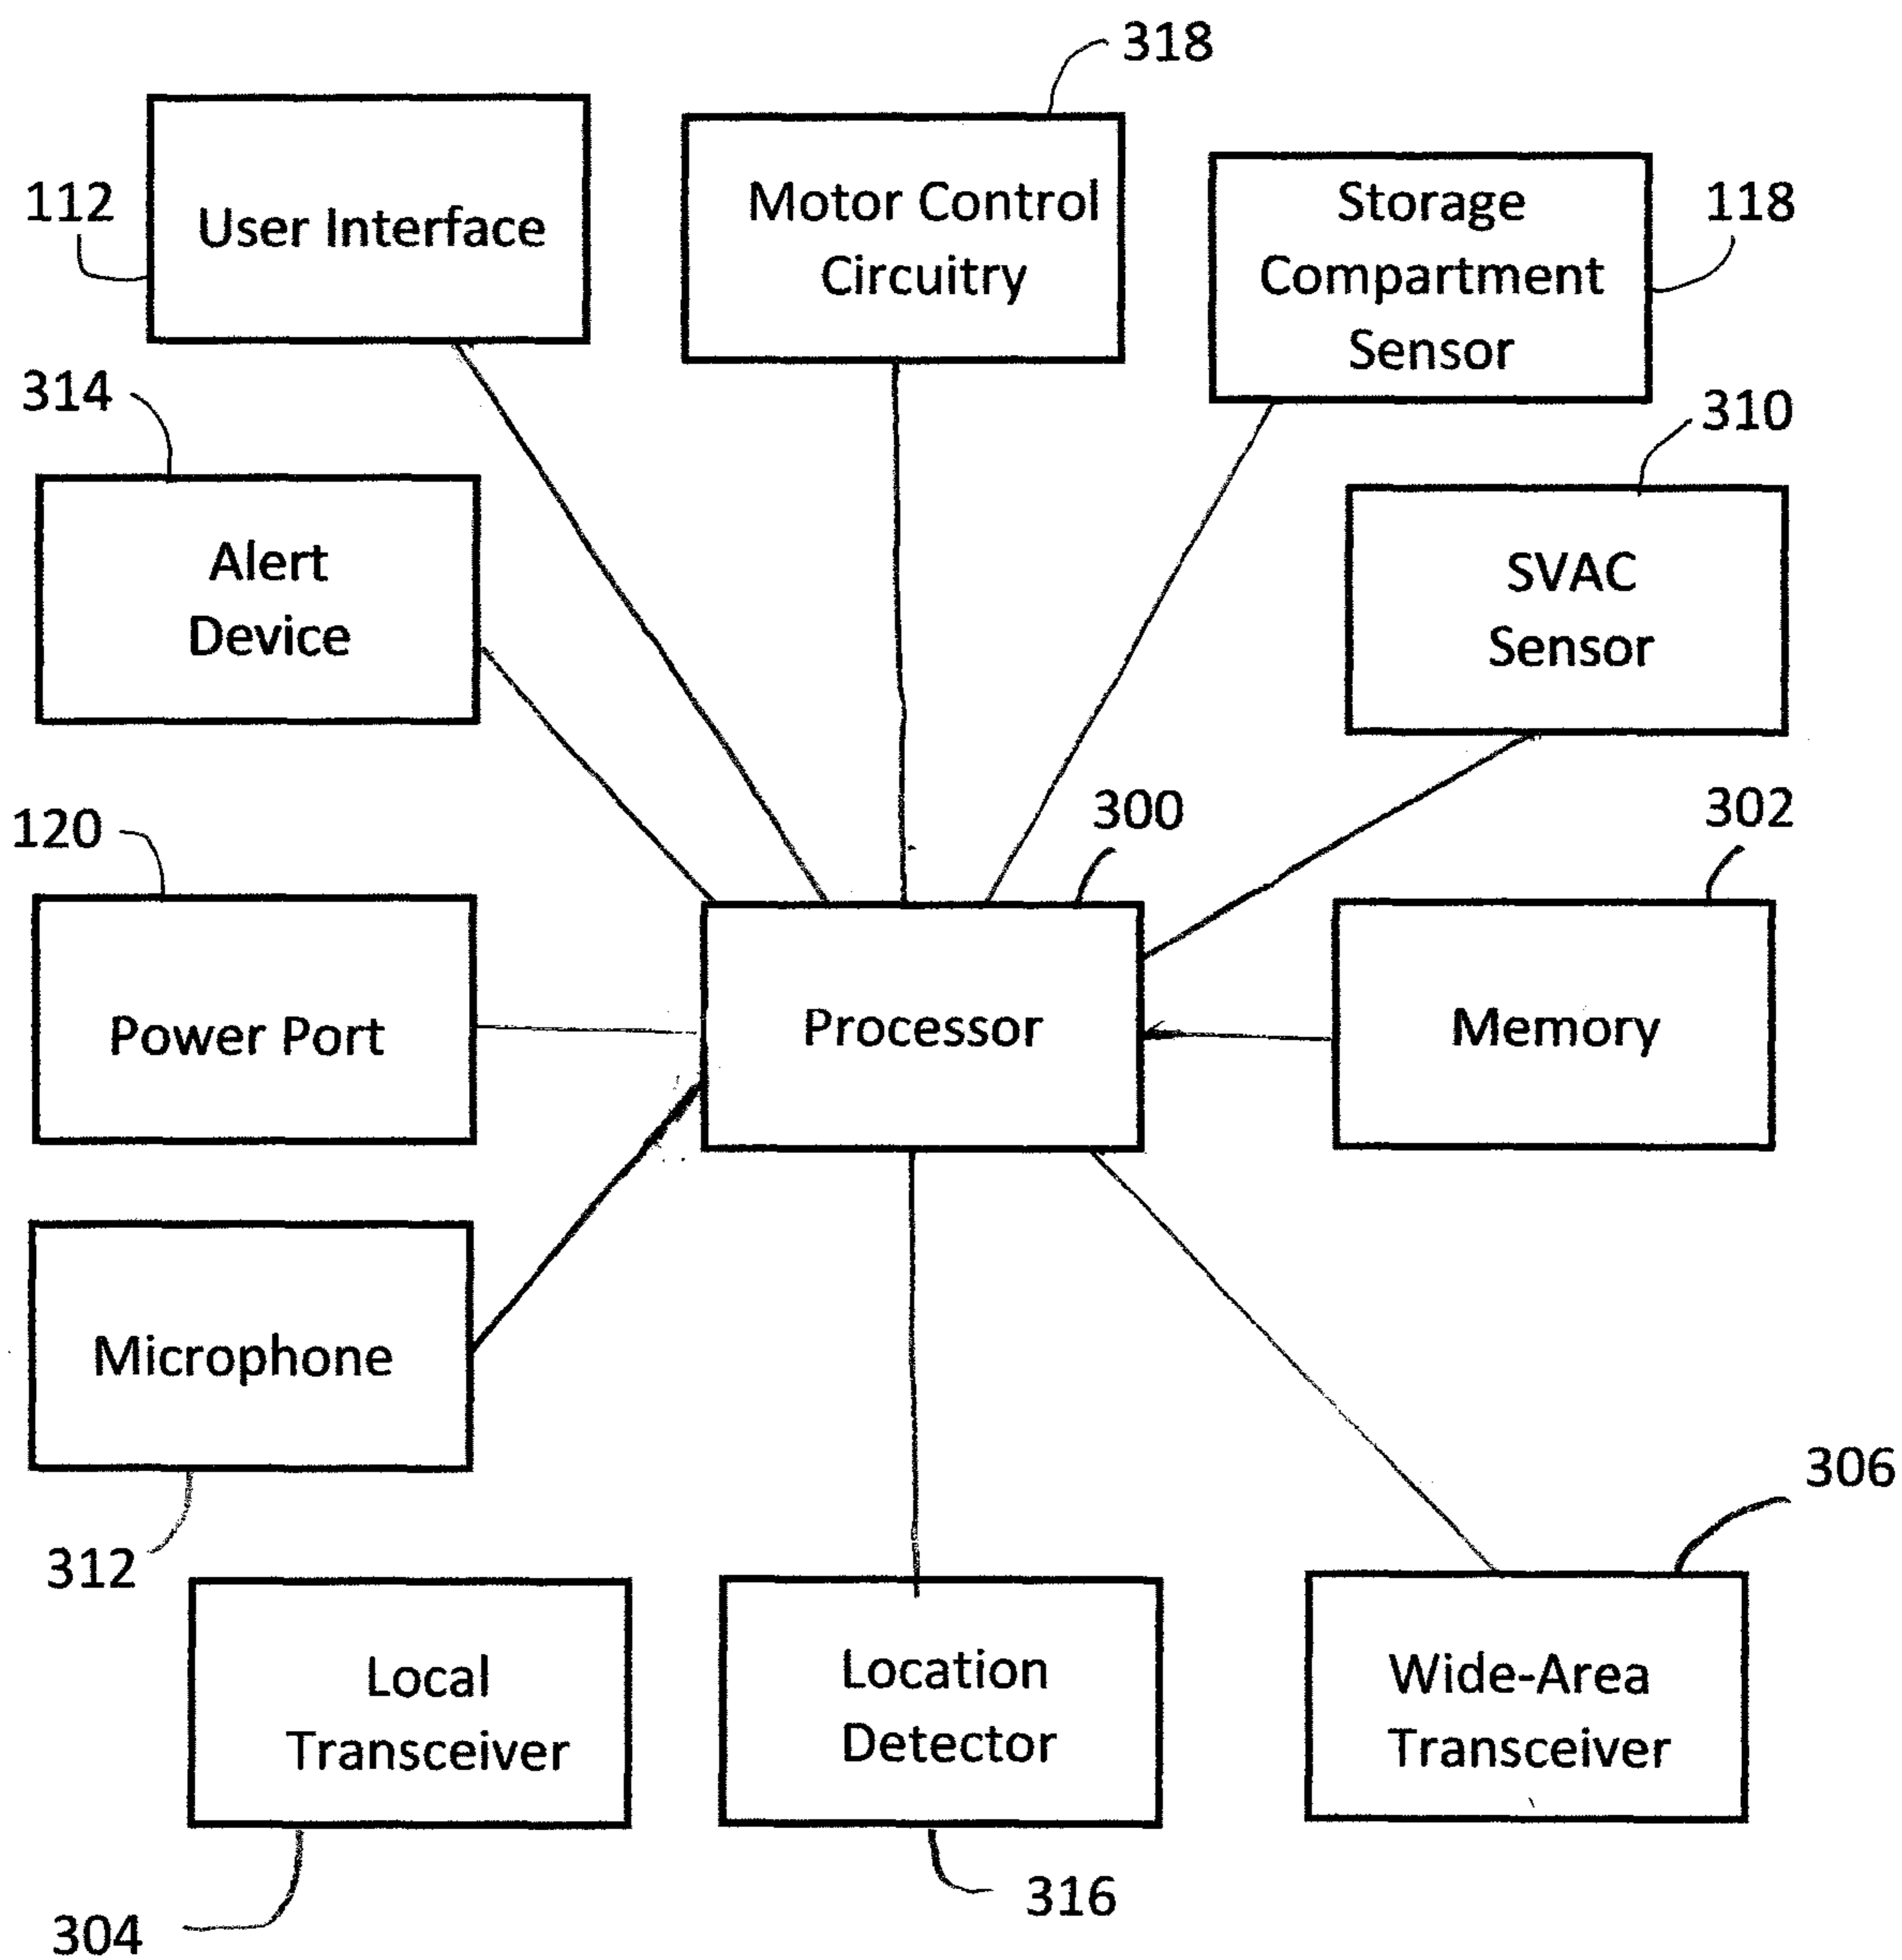 318
112
User Interface
Motor Control
Circuitry
Storage
Compartment
Sensor
118
314
310
Alert
Device
SVAC
Sensor
120
300
302
Power Port
Processor
Memory
Microphone
312
306
Local
Transceiver
Location
Detector
Wide-Area
Transceiver
304
316